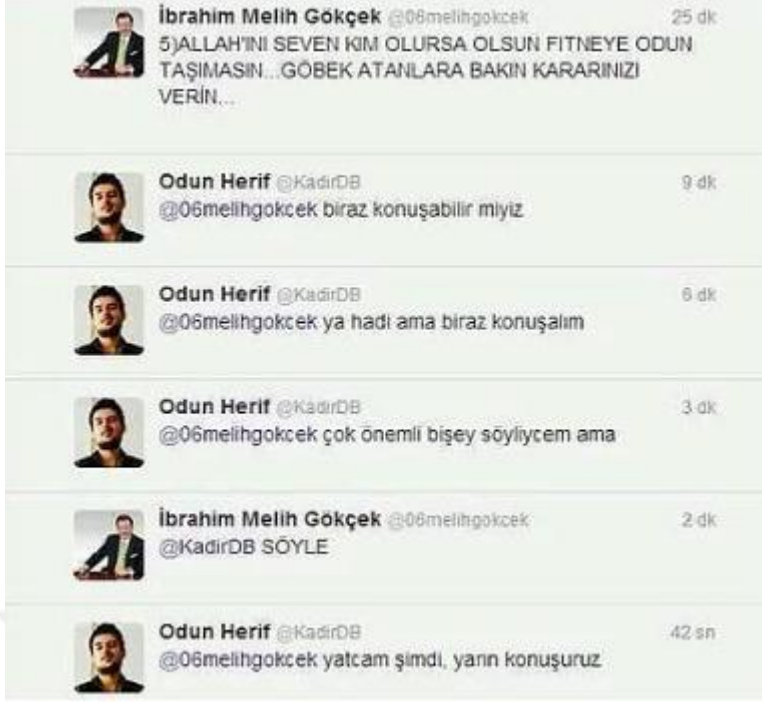 İbrahim Melih Gökçek @06melihgokcek 25 dk
5)ALLAH'INI SEVEN KIM OLURSA OLSUN FITNEYE ODUN
TAŞIMASIN...GÖBEK ATANLARA BAKIN KARARINIZI
VERİN...
Odun Herif @KadirDB 9 dk
@06melihgokcek biraz konuşabilir miyiz
Odun Herif @KadirDB 6 dk
@06melihgokcek ya hadi ama biraz konuşalım
Odun Herif @KadirDB 3 dk
@06melihgokcek çok önemli bişey söyliycem ama
İbrahim Melih Gökçek @06melihgokcek 2 dk
@KadirDB SÖYLE
Odun Herif @KadirDB 42 sn
@06melihgokcek yatcam şimdi, yarın konuşuruz